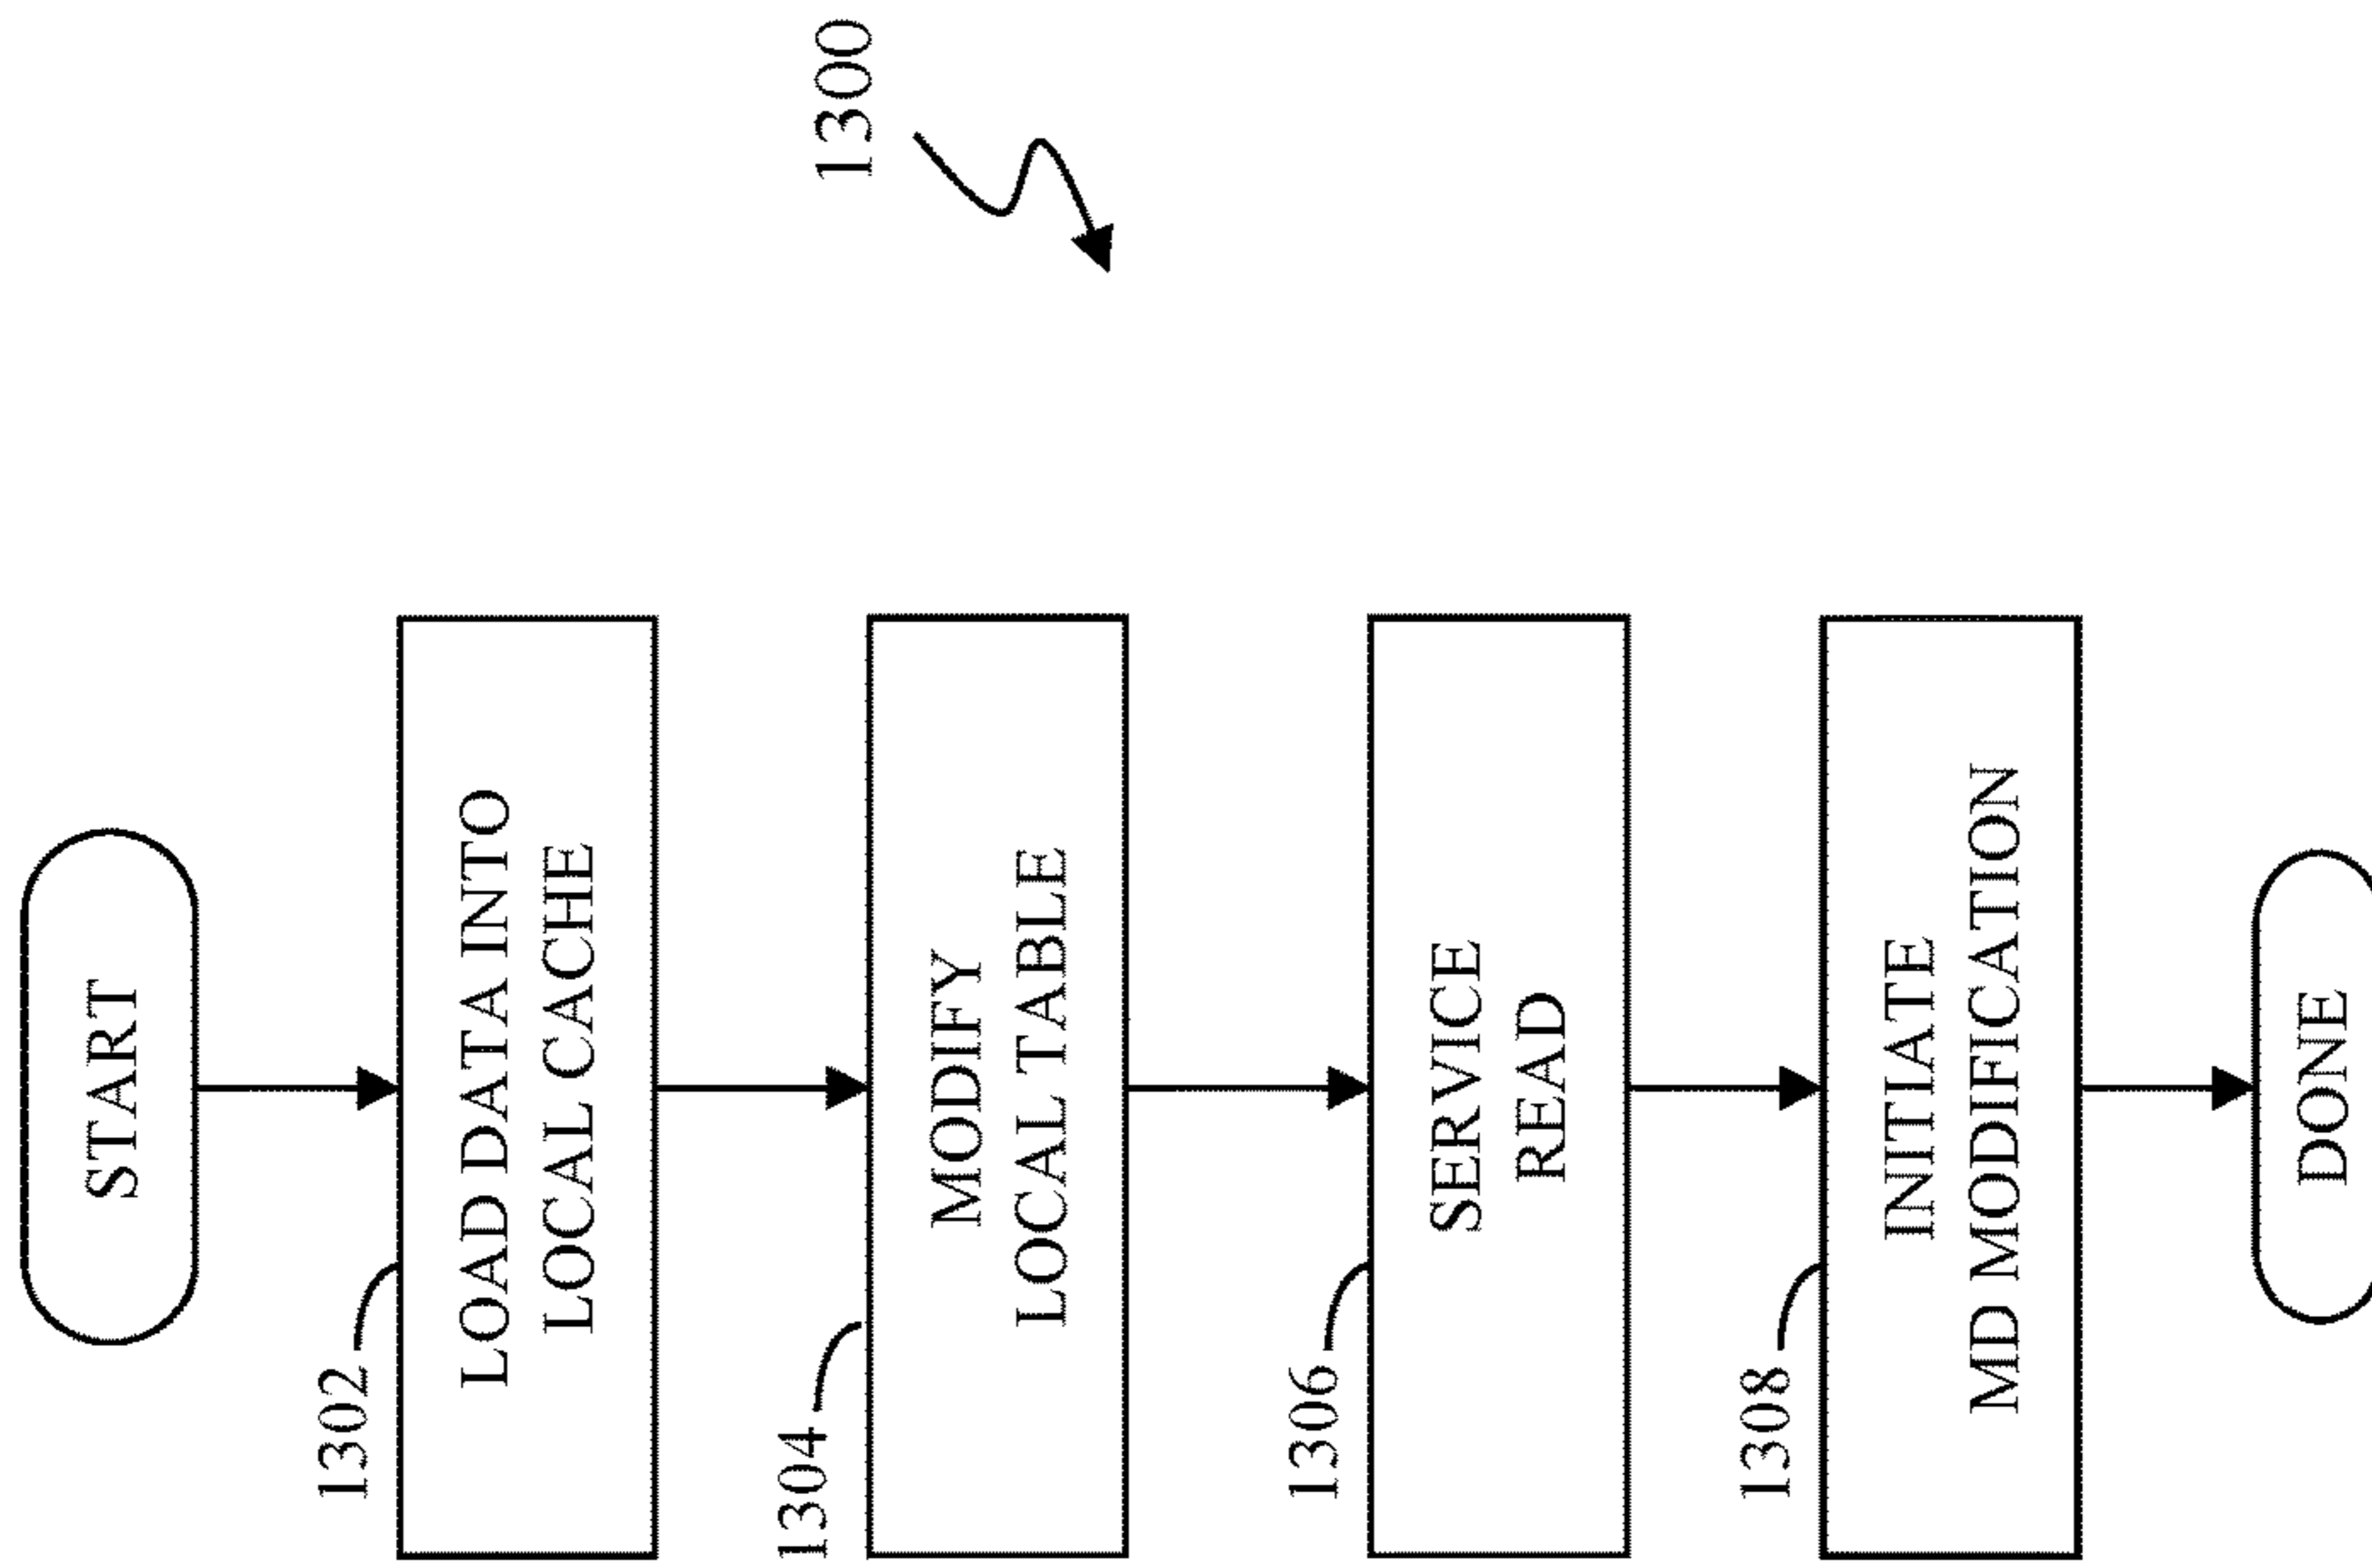 1300
START
1302
LOAD DATA INTO
LOCAL CACHE
1304
MODIFY
LOCAL TABLE
1306
SERVICE
READ
1308
INITIATE
MD MODIFICATION
DONE